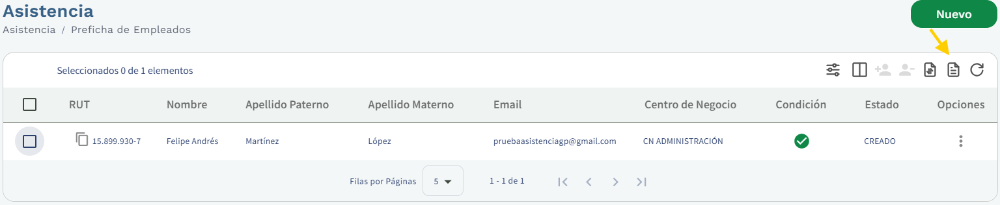 Asistencia
Nuevo
Asistencia / Preficha de Empleados
Seleccionados 0 de 1 elementos
RUT Nombre Apellido Paterno Apellido Materno Email Centro de Negocio Condición Estado Opciones
15.899.930-7 Felipe Andrés Martínez López pruebaasistenciagp@gmail.com CN ADMINISTRACIÓN CREADO
Filas por Páginas 5 1 - 1 de 1